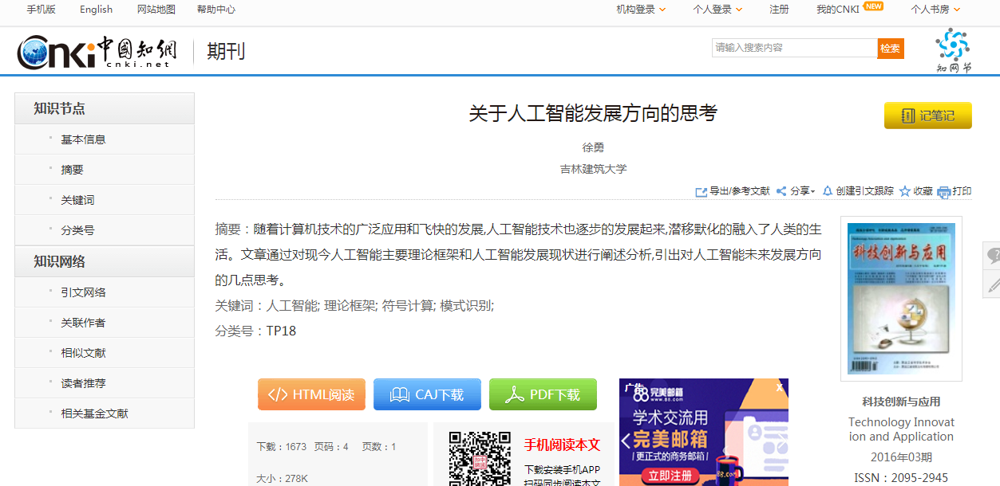 手机版 English 网站地图 帮助中心 机构登录 个人登录 注册 我的CNKI NEW 个人书房
Cnki 中國知網 cnki.net 期刊 请输入搜索内容 检索 知网节
知识节点
基本信息
摘要
关键词
分类号
知识网络
引文网络
关联作者
相似文献
读者推荐
相关基金文献
关于人工智能发展方向的思考
记笔记
徐勇
吉林建筑大学
导出/参考文献 分享 创建引文跟踪 收藏 打印
摘要：随着计算机技术的广泛应用和飞快的发展,人工智能技术也逐步的发展起来,潜移默化的融入了人类的生
活。文章通过对现今人工智能主要理论框架和人工智能发展现状进行阐述分析,引出对人工智能未来发展方向
的几点思考。
关键词：人工智能; 理论框架; 符号计算; 模式识别;
分类号：TP18
HTML阅读 CAJ下载 PDF下载
下载：1673 页码：4 页数：1
大小：278K
手机阅读本文
下载安装手机APP
扫码同步阅读本文
广告 X
88 完美邮箱
www.88.com
学术交流用
完美邮箱
更正式的商务邮箱
立即注册
88.com
科技创新与应用
科技创新与应用
Technology Innovat
ion and Application
2016年03期
ISSN：2095-2945